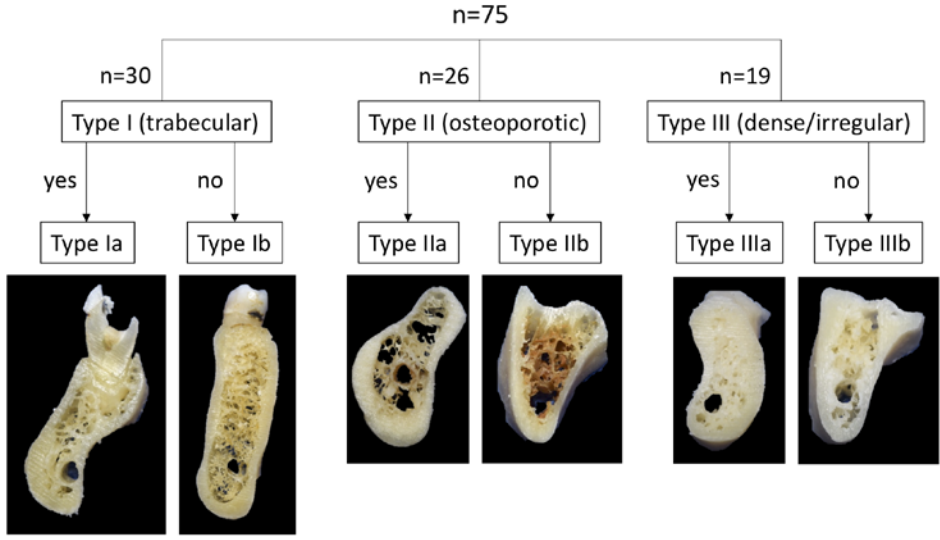 n=75
n=30
n=26
n=19
Type I (trabecular)
Type II (osteoporotic)
Type III (dense/irregular)
yes
no
yes
no
yes
no
Type Ia
Type Ib
Type IIa
Type IIb
Type IIIa
Type IIIb